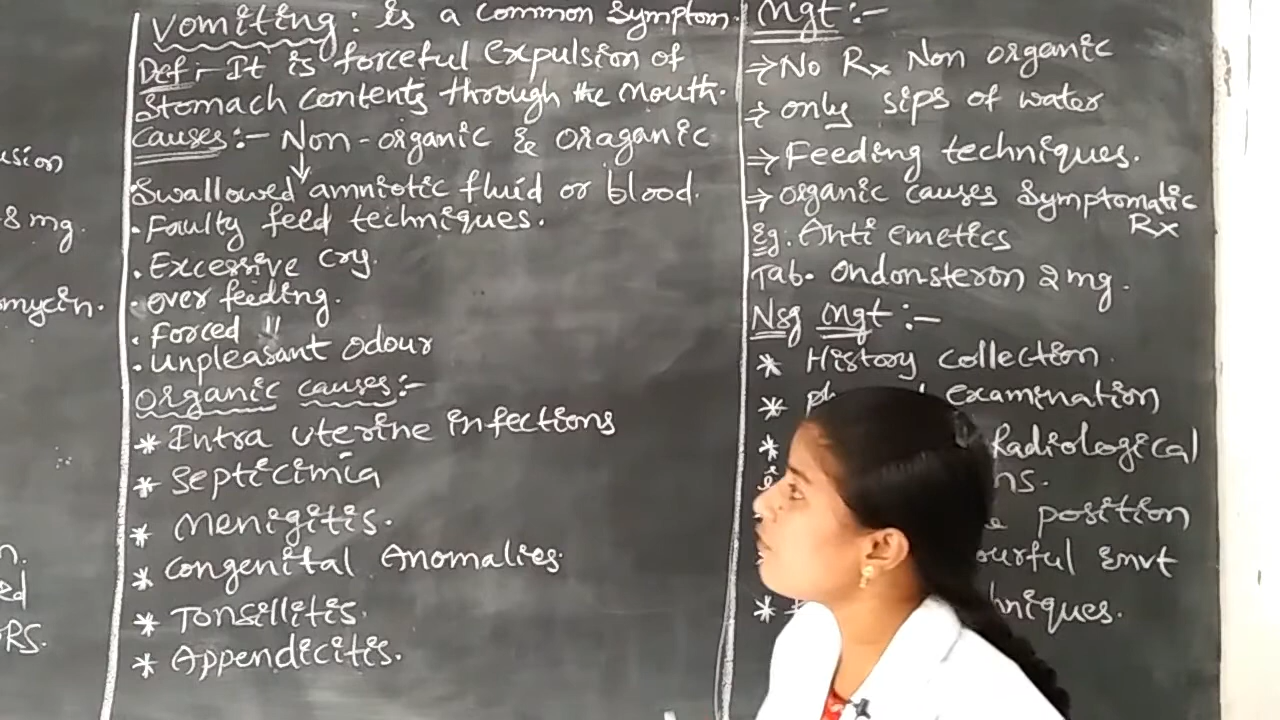 usion
-8 mg.
omycin.
n.
ed
ORS.
Vomiting: is a common symptom.
Def:- It is forceful Expulsion of
Stomach contents through the mouth.
causes:- Non-organic & oraganic
Swallowed amniotic fluid or blood.
• Faulty feed techniques.
• Excessive cry.
• over feeding.
• Forced "
• unpleasant odour
organic causes:-
* Intra uterine infections
* Septicimia
* Menigitis.
* congenital Anomalies.
* Tonsillitis.
* Appendicitis.
Mgt :-
⇒ No Rx Non organic
⇒ only sips of water
⇒ Feeding techniques.
⇒ organic causes Symptomatic
Rx
Eg. Anti emetics
Tab. Ondonsteron 2 mg.
Nsg Mgt :-
* History collection.
* examination
* Radiological
ns.
position
ourful Envt
* hniques.